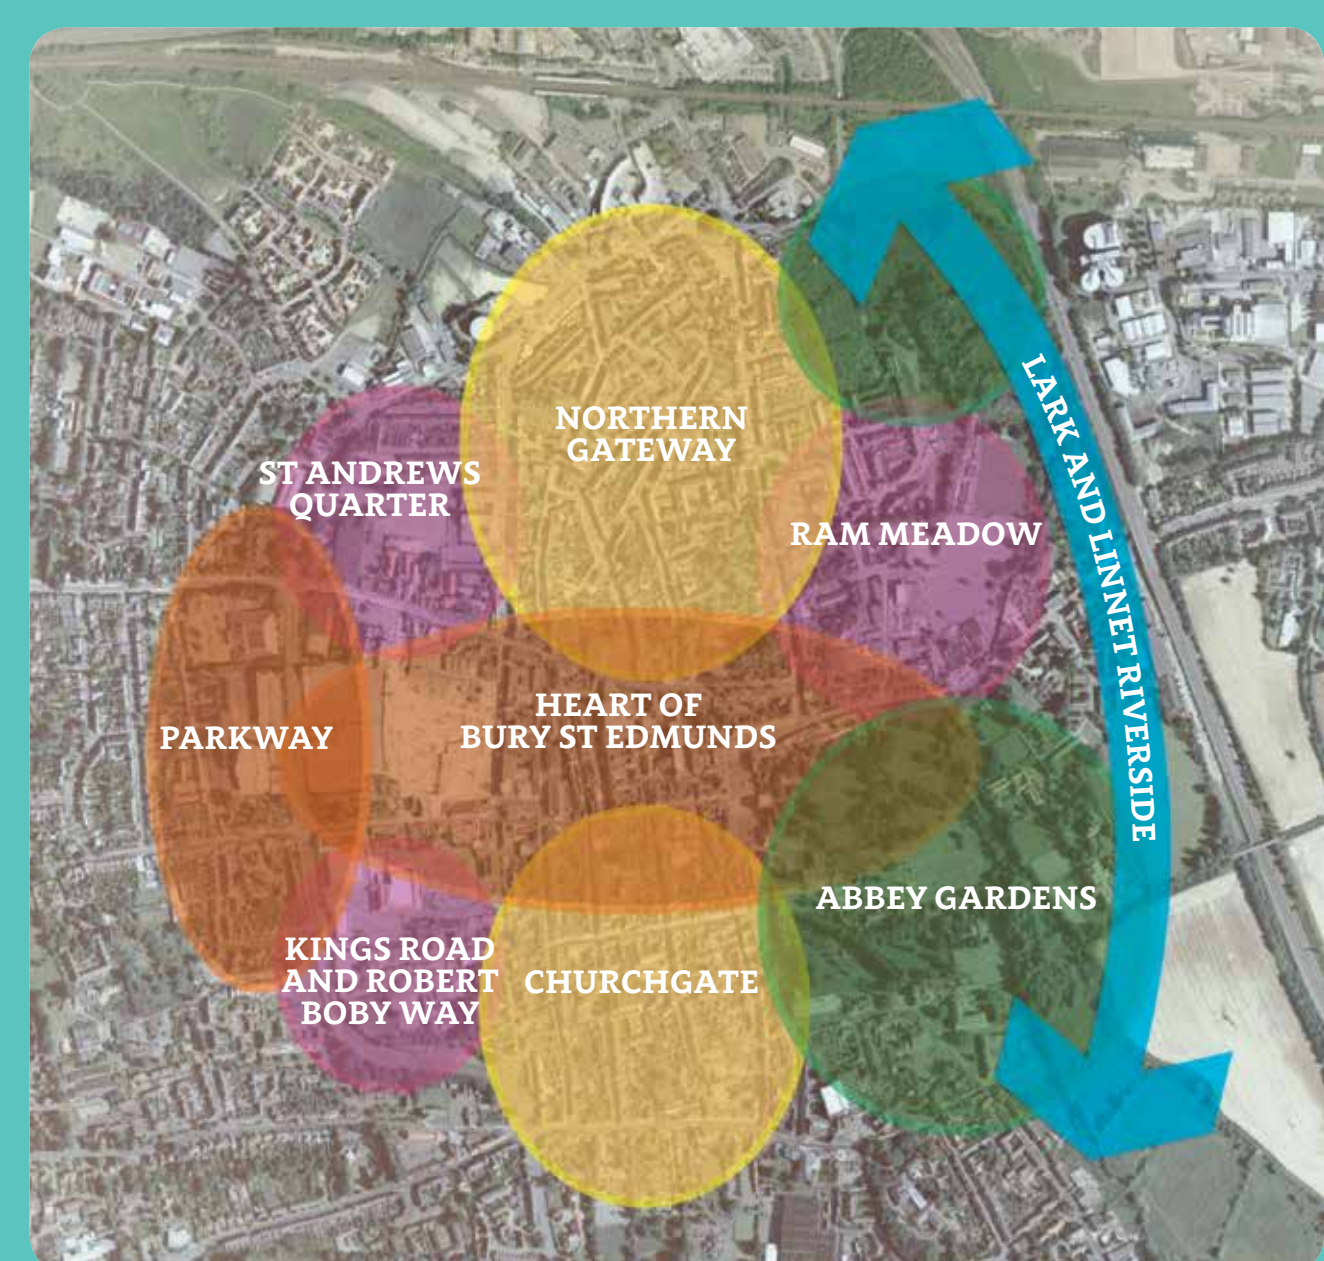 NORTHERN
GATEWAY
ST ANDREWS
QUARTER
RAM MEADOW
LARK AND LINNET RIVERSIDE
HEART OF
BURY ST EDMUNDS
PARKWAY
ABBEY GARDENS
KINGS ROAD
AND ROBERT
BOBY WAY
CHURCHGATE